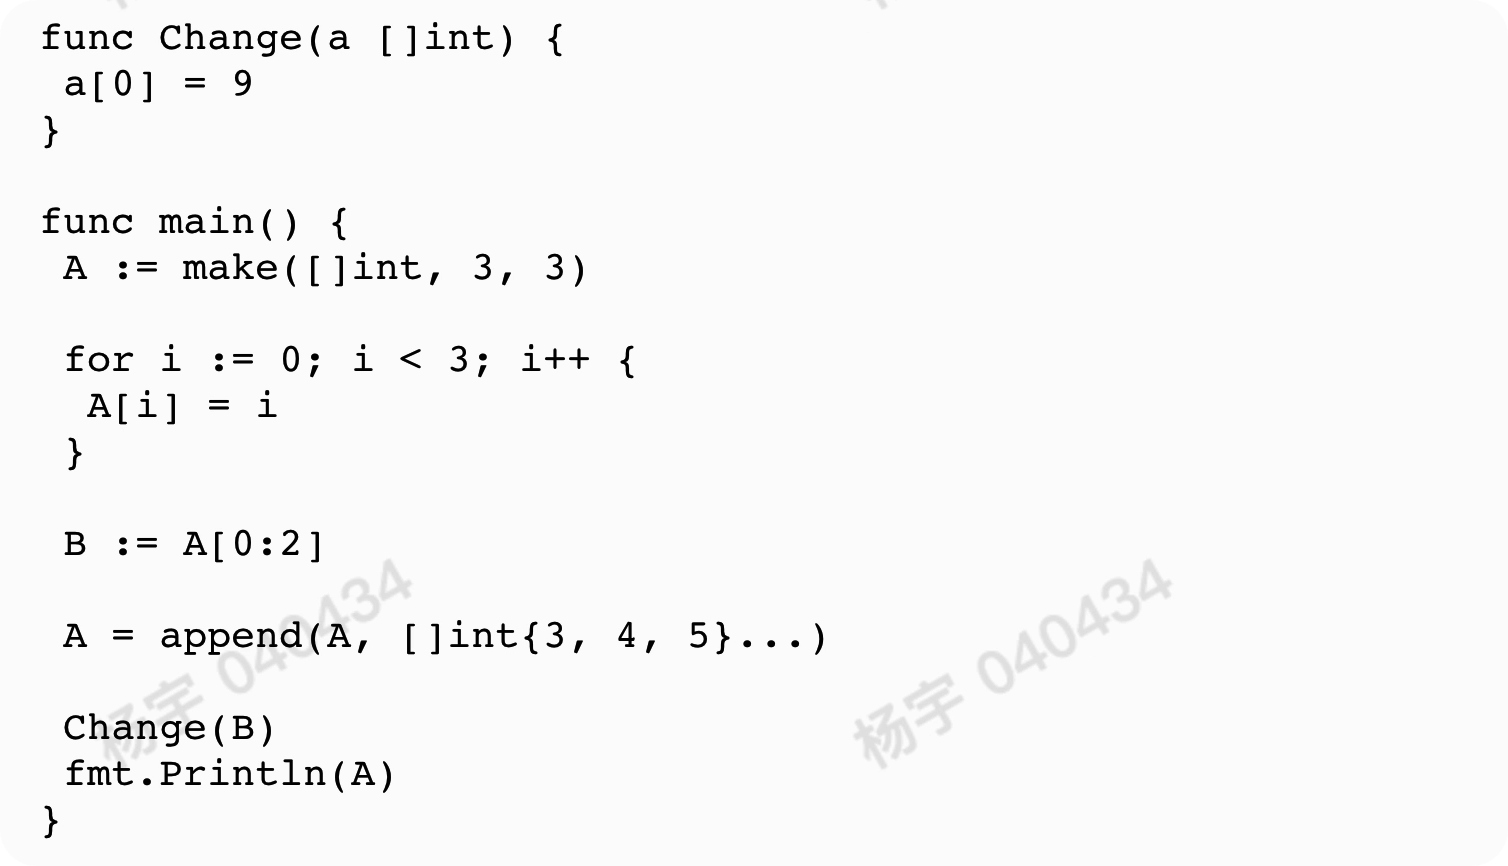 func Change(a []int) {
 a[0] = 9
}

func main() {
 A := make([]int, 3, 3)

 for i := 0; i < 3; i++ {
  A[i] = i
 }

 B := A[0:2]

 A = append(A, []int{3, 4, 5}...)

 Change(B)
 fmt.Println(A)
}
杨宇 040434
杨宇 040434